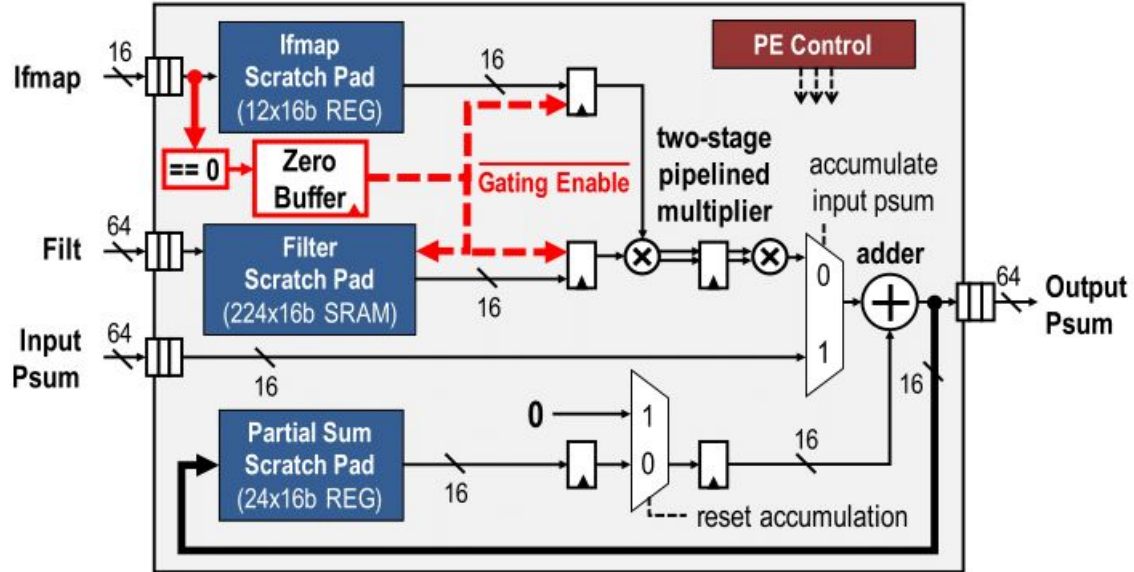 16
Ifmap
Ifmap
Scratch Pad
(12x16b REG)
16
PE Control
== 0
Zero
Buffer
Gating Enable
two-stage
pipelined
multiplier
accumulate
input psum
64
Filt
Filter
Scratch Pad
(224x16b SRAM)
16
0
adder
64
Output
Psum
64
Input
Psum
16
1
16
0
1
Partial Sum
Scratch Pad
(24x16b REG)
16
0
16
reset accumulation